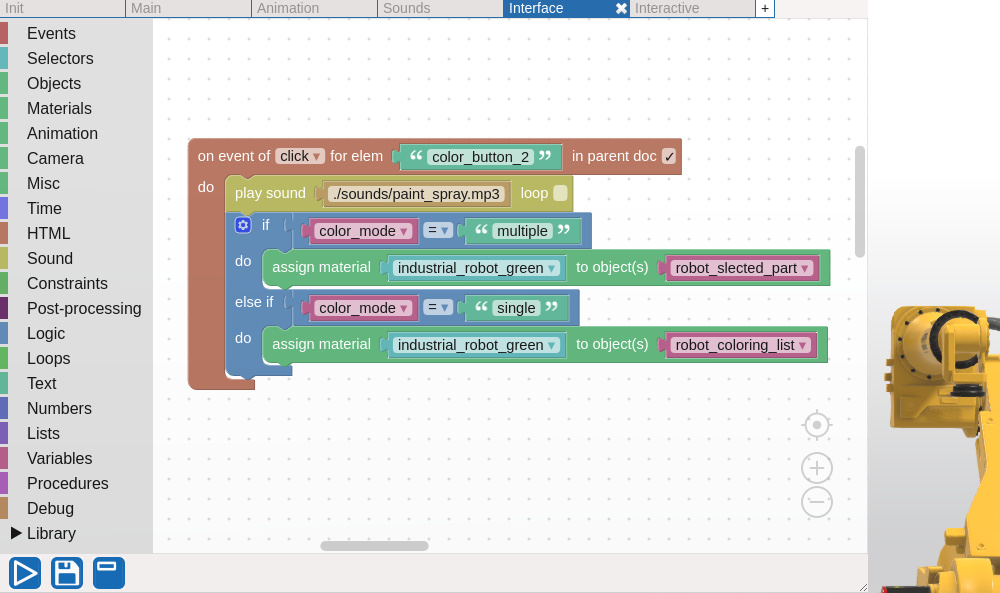 Init Main Animation Sounds Interface ✖ Interactive +
Events
Selectors
Objects
Materials
Animation
Camera
Misc
Time
HTML
Sound
Constraints
Post-processing
Logic
Loops
Text
Numbers
Lists
Variables
Procedures
Debug
▶ Library
on event of click ▾ for elem “ color_button_2 ” in parent doc ✓
do play sound ./sounds/paint_spray.mp3 loop
if color_mode ▾ = ▾ “ multiple ”
do assign material industrial_robot_green ▾ to object(s) robot_slected_part ▾
else if color_mode ▾ = ▾ “ single ”
do assign material industrial_robot_green ▾ to object(s) robot_coloring_list ▾